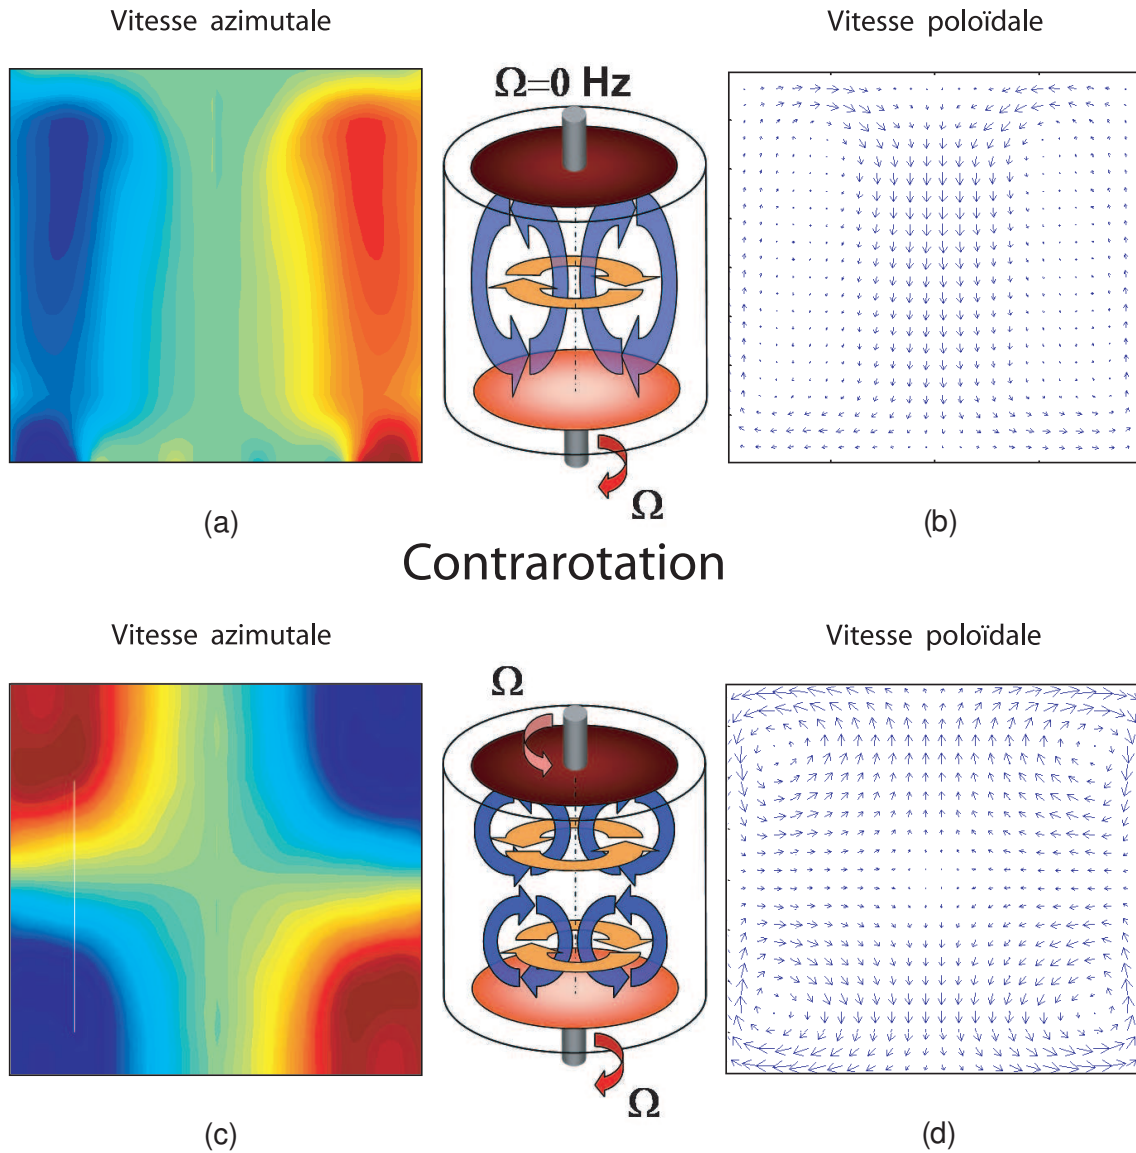 Vitesse azimutale
Vitesse poloïdale
Ω=0 Hz
Ω
(a)
(b)
Contrarotation
Vitesse azimutale
Vitesse poloïdale
Ω
Ω
(c)
(d)